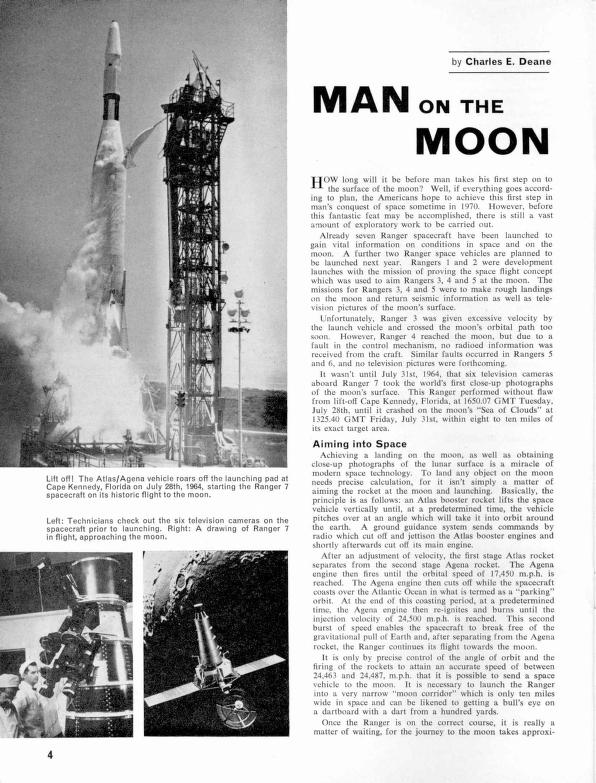 by Charles E. Deane
MAN ON THE
MOON
HOW long will it be before man takes his first step on to
the surface of the moon? Well, if everything goes accord-
ing to plan, the Americans hope to achieve this first step in
man's conquest of space sometime in 1970. However, before
this fantastic feat may be accomplished, there is still a vast
amount of exploratory work to be carried out.
Already seven Ranger spacecraft have been launched to
gain vital information on conditions in space and on the
moon. A further two Ranger space vehicles are planned to
be launched next year. Rangers 1 and 2 were development
launches with the mission of proving the space flight concept
which was used to aim Rangers 3, 4 and 5 at the moon. The
missions for Rangers 3, 4 and 5 were to make rough landings
on the moon and return seismic information as well as tele-
vision pictures of the moon's surface.
Unfortunately, Ranger 3 was given excessive velocity by
the launch vehicle and crossed the moon's orbital path too
soon. However, Ranger 4 reached the moon, but due to a
fault in the control mechanism, no radioed information was
received from the craft. Similar faults occurred in Rangers 5
and 6, and no television pictures were forthcoming.
It wasn't until July 31st, 1964, that six television cameras
aboard Ranger 7 took the world's first close-up photographs
of the moon's surface. This Ranger performed without flaw
from lift-off Cape Kennedy, Florida, at 1650.07 GMT Tuesday,
July 28th, until it crashed on the moon's "Sea of Clouds" at
1325.40 GMT Friday, July 31st, within eight to ten miles of
its exact target area.
Aiming into Space
Achieving a landing on the moon, as well as obtaining
close-up photographs of the lunar surface is a miracle of
modern space technology. To land any object on the moon
needs precise calculation, for it isn't simply a matter of
aiming the rocket at the moon and launching. Basically, the
principle is as follows: an Atlas booster rocket lifts the space
vehicle vertically until, at a predetermined time, the vehicle
pitches over at an angle which will take it into orbit around
the earth. A ground guidance system sends commands by
radio which cut off and jettison the Atlas booster engines and
shortly afterwards cut off its main engine.
After an adjustment of velocity, the first stage Atlas rocket
separates from the second stage Agena rocket. The Agena
engine then fires until the orbital speed of 17,450 m.p.h. is
reached. The Agena engine then cuts off while the spacecraft
coasts over the Atlantic Ocean in what is termed as a "parking"
orbit. At the end of this coasting period, at a predetermined
time, the Agena engine then re-ignites and burns until the
injection velocity of 24,500 m.p.h. is reached. This second
burst of speed enables the spacecraft to break free of the
gravitational pull of Earth and, after separating from the Agena
rocket, the Ranger continues its flight towards the moon.
It is only by precise control of the angle of orbit and the
firing of the rockets to attain an accurate speed of between
24,463 and 24,487, m.p.h. that it is possible to send a space
vehicle to the moon. It is necessary to launch the Ranger
into a very narrow "moon corridor" which is only ten miles
wide in space and can be likened to getting a bull's eye on
a dartboard with a dart from a hundred yards.
Once the Ranger is on the correct course, it is really a
matter of waiting, for the journey to the moon takes approxi-
Lift off! The Atlas/Agena vehicle roars off the launching pad at
Cape Kennedy, Florida on July 28th, 1964, starting the Ranger 7
spacecraft on its historic flight to the moon.
Left: Technicians check out the six television cameras on the
spacecraft prior to launching. Right: A drawing of Ranger 7
in flight, approaching the moon.
4